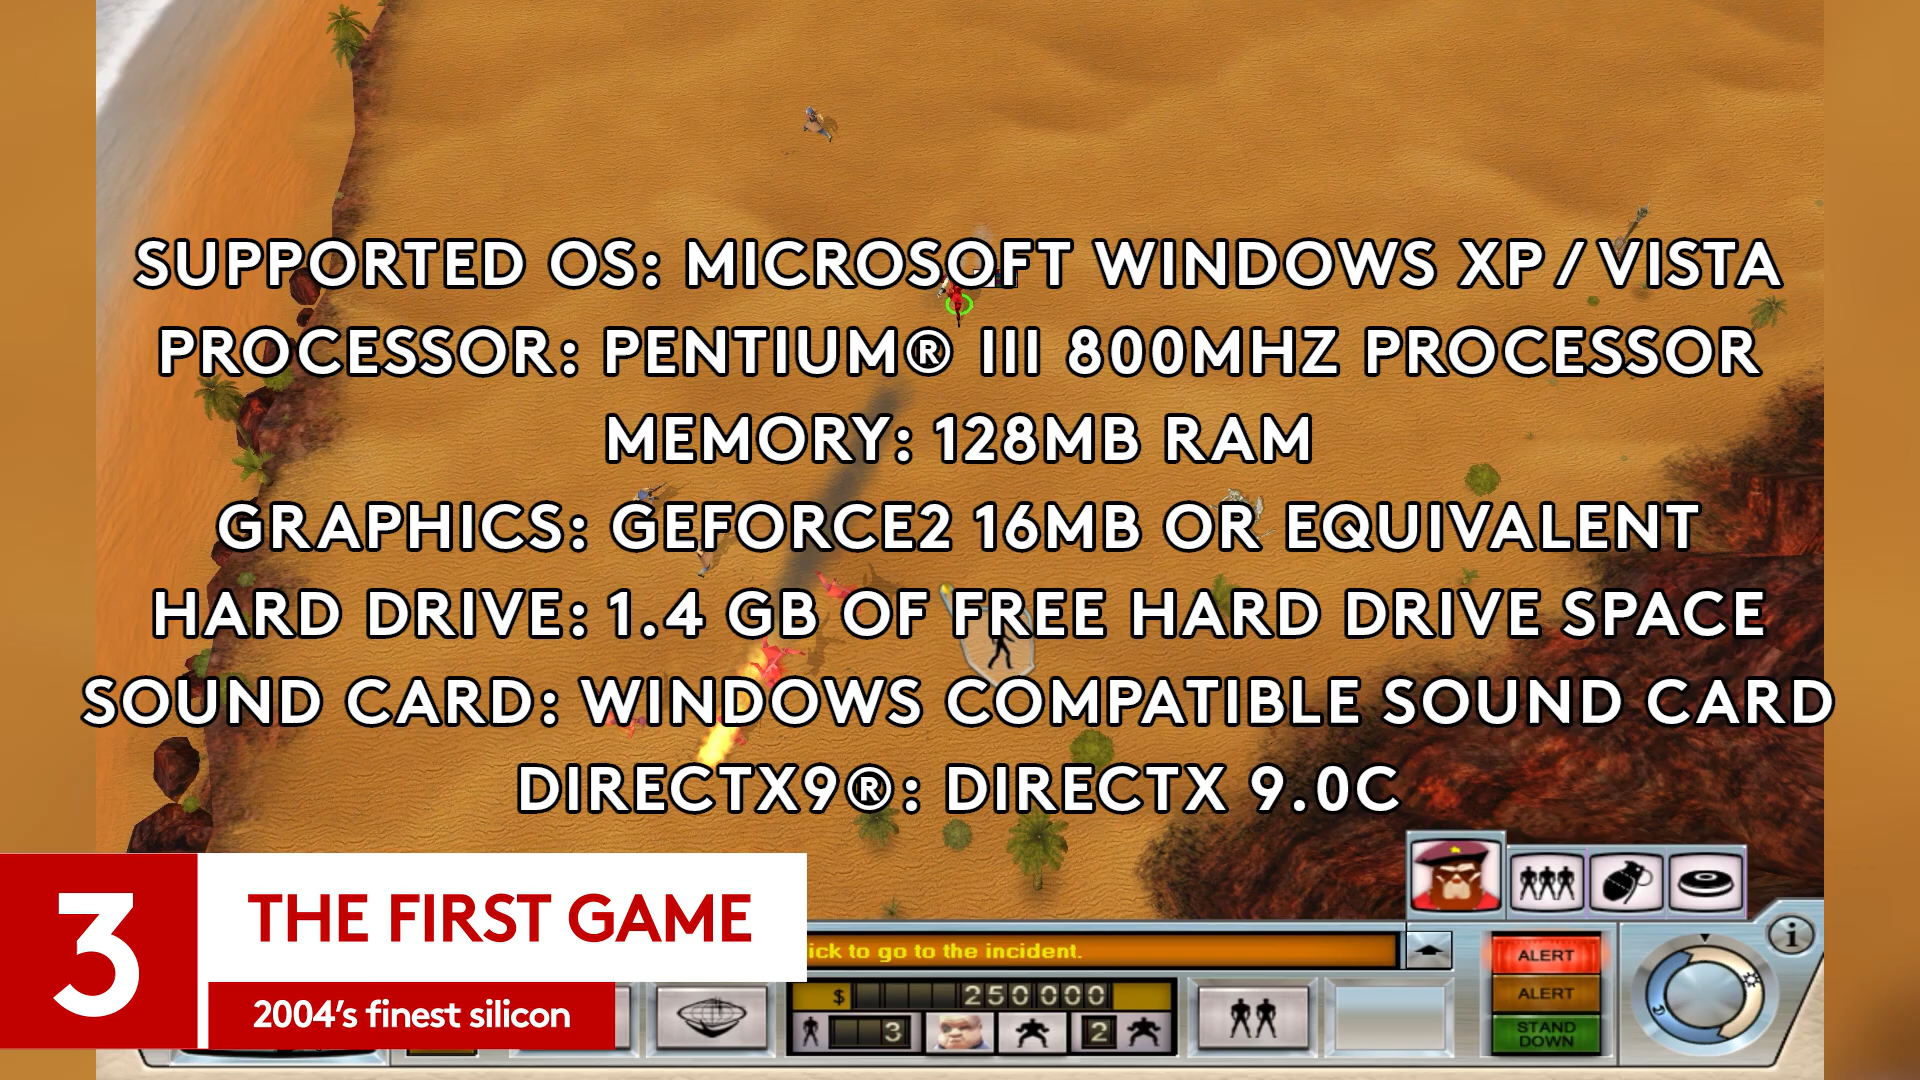 SUPPORTED OS: MICROSOFT WINDOWS XP / VISTA
PROCESSOR: PENTIUM® III 800MHZ PROCESSOR
MEMORY: 128MB RAM
GRAPHICS: GEFORCE2 16MB OR EQUIVALENT
HARD DRIVE: 1.4 GB OF FREE HARD DRIVE SPACE
SOUND CARD: WINDOWS COMPATIBLE SOUND CARD
DIRECTX9®: DIRECTX 9.0C
3
THE FIRST GAME
2004's finest silicon
ick to go to the incident.
$ 250000
3
2
ALERT
ALERT
STAND
DOWN
i